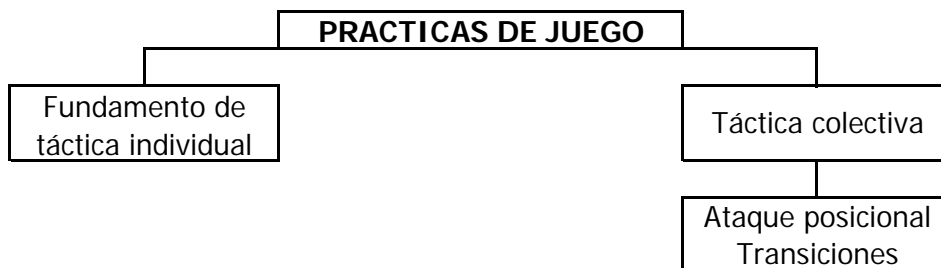 PRACTICAS DE JUEGO
Fundamento de
táctica individual
Táctica colectiva
Ataque posicional
Transiciones